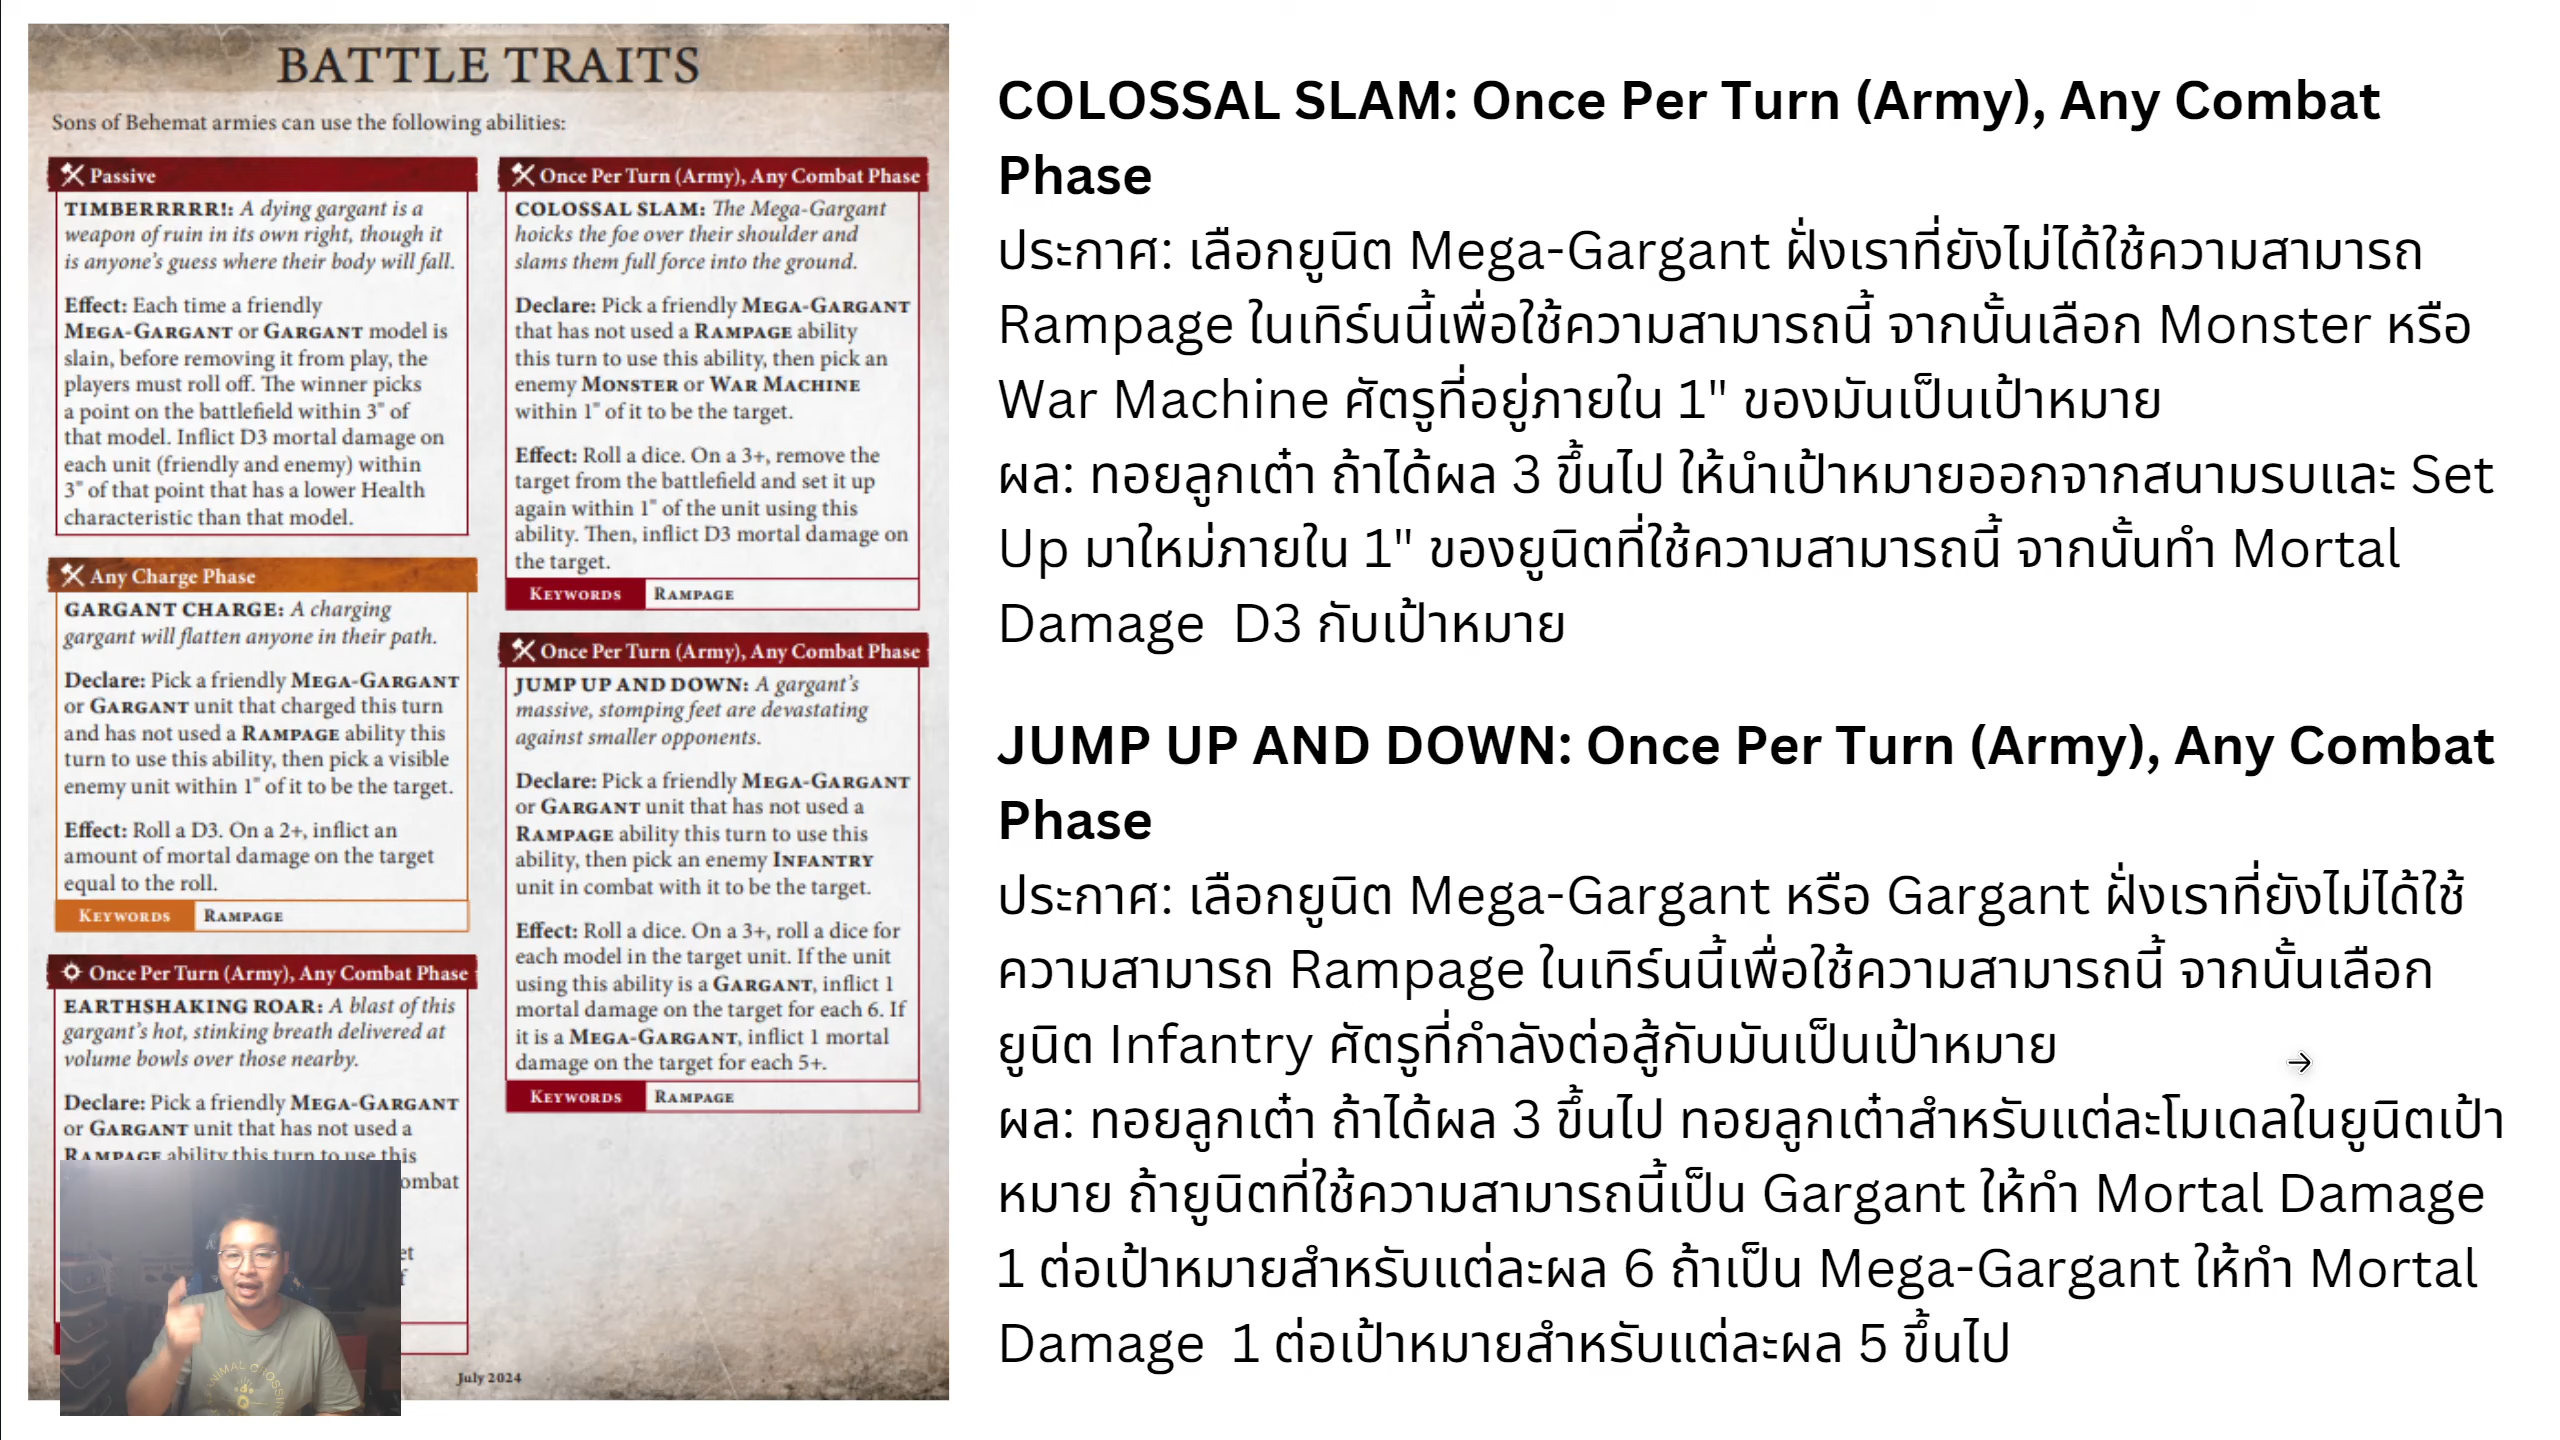 BATTLE TRAITS
Sons of Behemat armies can use the following abilities:
Passive
TIMBERRRRR!: A dying gargant is a
weapon of ruin in its own right, though it
is anyone's guess where their body will fall.
Effect: Each time a friendly
MEGA-GARGANT or GARGANT model is
slain, before removing it from play, the
players must roll off. The winner picks
a point on the battlefield within 3" of
that model. Inflict D3 mortal damage on
each unit (friendly and enemy) within
3" of that point that has a lower Health
characteristic than that model.
Any Charge Phase
GARGANT CHARGE: A charging
gargant will flatten anyone in their path.
Declare: Pick a friendly MEGA-GARGANT
or GARGANT unit that charged this turn
and has not used a RAMPAGE ability this
turn to use this ability, then pick a visible
enemy unit within 1" of it to be the target.
Effect: Roll a D3. On a 2+, inflict an
amount of mortal damage on the target
equal to the roll.
KEYWORDS RAMPAGE
Once Per Turn (Army), Any Combat Phase
EARTHSHAKING ROAR: A blast of this
gargant's hot, stinking breath delivered at
volume bowls over those nearby.
Declare: Pick a friendly MEGA-GARGANT
or GARGANT unit that has not used a
RAMPAGE ability this turn to use this
ombat
et
f
Once Per Turn (Army), Any Combat Phase
COLOSSAL SLAM: The Mega-Gargant
hoicks the foe over their shoulder and
slams them full force into the ground.
Declare: Pick a friendly MEGA-GARGANT
that has not used a RAMPAGE ability
this turn to use this ability, then pick an
enemy MONSTER or WAR MACHINE
within 1" of it to be the target.
Effect: Roll a dice. On a 3+, remove the
target from the battlefield and set it up
again within 1" of the unit using this
ability. Then, inflict D3 mortal damage on
the target.
KEYWORDS RAMPAGE
Once Per Turn (Army), Any Combat Phase
JUMP UP AND DOWN: A gargant's
massive, stomping feet are devastating
against smaller opponents.
Declare: Pick a friendly MEGA-GARGANT
or GARGANT unit that has not used a
RAMPAGE ability this turn to use this
ability, then pick an enemy INFANTRY
unit in combat with it to be the target.
Effect: Roll a dice. On a 3+, roll a dice for
each model in the target unit. If the unit
using this ability is a GARGANT, inflict 1
mortal damage on the target for each 6. If
it is a MEGA-GARGANT, inflict 1 mortal
damage on the target for each 5+.
KEYWORDS RAMPAGE
July 2024
COLOSSAL SLAM: Once Per Turn (Army), Any Combat
Phase
ประกาศ: เลือกยูนิต Mega-Gargant ฝั่งเราที่ยังไม่ได้ใช้ความสามารถ
Rampage ในเทิร์นนี้เพื่อใช้ความสามารถนี้ จากนั้นเลือก Monster หรือ
War Machine ศัตรูที่อยู่ภายใน 1" ของมันเป็นเป้าหมาย
ผล: ทอยลูกเต๋า ถ้าได้ผล 3 ขึ้นไป ให้นำเป้าหมายออกจากสนามรบและ Set
Up มาใหม่ภายใน 1" ของยูนิตที่ใช้ความสามารถนี้ จากนั้นทำ Mortal
Damage D3 กับเป้าหมาย
JUMP UP AND DOWN: Once Per Turn (Army), Any Combat
Phase
ประกาศ: เลือกยูนิต Mega-Gargant หรือ Gargant ฝั่งเราที่ยังไม่ได้ใช้
ความสามารถ Rampage ในเทิร์นนี้เพื่อใช้ความสามารถนี้ จากนั้นเลือก
ยูนิต Infantry ศัตรูที่กำลังต่อสู้กับมันเป็นเป้าหมาย
ผล: ทอยลูกเต๋า ถ้าได้ผล 3 ขึ้นไป ทอยลูกเต๋าสำหรับแต่ละโมเดลในยูนิตเป้า
หมาย ถ้ายูนิตที่ใช้ความสามารถนี้เป็น Gargant ให้ทำ Mortal Damage
1 ต่อเป้าหมายสำหรับแต่ละผล 6 ถ้าเป็น Mega-Gargant ให้ทำ Mortal
Damage 1 ต่อเป้าหมายสำหรับแต่ละผล 5 ขึ้นไป